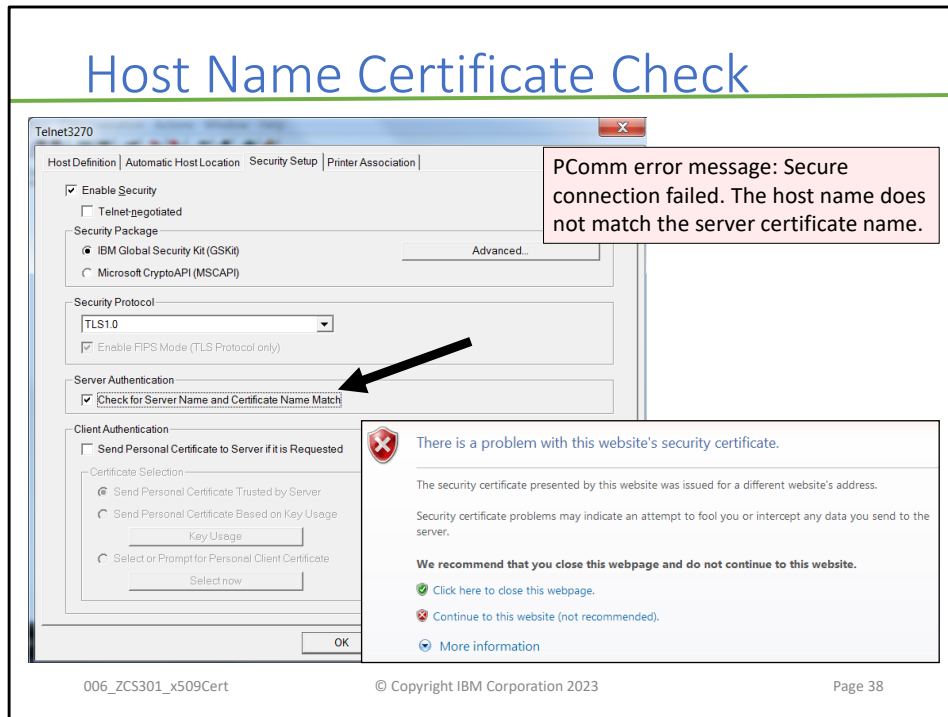 Host Name Certificate Check
Telnet3270
X
Host Definition Automatic Host Location Security Setup Printer Association
Enable Security
Telnet-negotiated
Security Package
IBM Global Security Kit (GSKit)
Advanced...
Microsoft CryptoAPI (MSCAPI)
Security Protocol
TLS1.0
Enable FIPS Mode (TLS Protocol only)
Server Authentication
Check for Server Name and Certificate Name Match
Client Authentication
Send Personal Certificate to Server if it is Requested
Certificate Selection
Send Personal Certificate Trusted by Server
Send Personal Certificate Based on Key Usage
Key Usage
Select or Prompt for Personal Client Certificate
Select now
OK
PComm error message: Secure
connection failed. The host name does
not match the server certificate name.
There is a problem with this website's security certificate.
The security certificate presented by this website was issued for a different website's address.
Security certificate problems may indicate an attempt to fool you or intercept any data you send to the
server.
We recommend that you close this webpage and do not continue to this website.
Click here to close this webpage.
Continue to this website (not recommended).
More information
006_ZCS301_x509Cert
© Copyright IBM Corporation 2023
Page 38